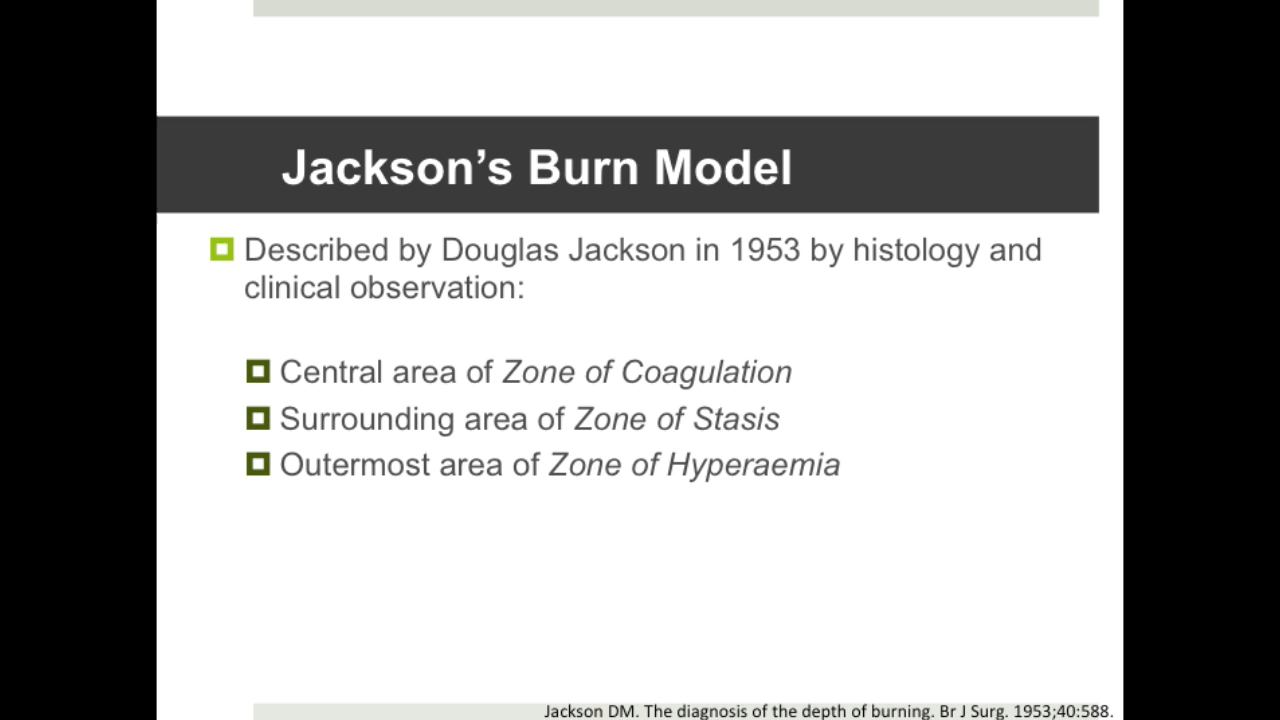 Jackson’s Burn Model
Described by Douglas Jackson in 1953 by histology and
clinical observation:
Central area of Zone of Coagulation
Surrounding area of Zone of Stasis
Outermost area of Zone of Hyperaemia
Jackson DM. The diagnosis of the depth of burning. Br J Surg. 1953;40:588.